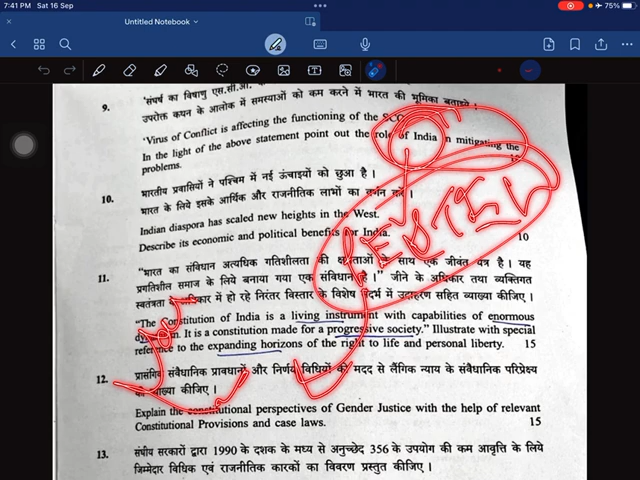 7:41 PM Sat 16 Sep
75%
Untitled Notebook
9. 'संघर्ष का विषाणु एस.सी.
उपरोक्त कथन के आलोक में समस्याओं को कम करने में भारत की भूमिका बताइये।
'Virus of Conflict is affecting the functioning of the SCO
In the light of the above statement point out the role of India in mitigating the
problems.
10. भारतीय प्रवासियों ने पश्चिम में नई ऊंचाइयों को छुआ है।
भारत के लिये इसके आर्थिक और राजनीतिक लाभों का वर्णन करें।
Indian diaspora has scaled new heights in the West.
Describe its economic and political benefits for India. 10
11. "भारत का संविधान अत्यधिक गतिशीलता की क्षमताओं के साथ एक जीवंत यंत्र है। यह
प्रगतिशील समाज के लिये बनाया गया एक संविधान है।" जीने के अधिकार तथा व्यक्तिगत
स्वतंत्रता के अधिकार में हो रहे निरंतर विस्तार के विशेष संदर्भ में उदाहरण सहित व्याख्या कीजिए।
"The Constitution of India is a living instrument with capabilities of enormous
dynamism. It is a constitution made for a progressive society." Illustrate with special
reference to the expanding horizons of the right to life and personal liberty. 15
12. प्रासंगिक संवैधानिक प्रावधानों और निर्णय विधियों की मदद से लैंगिक न्याय के संवैधानिक परिप्रेक्ष्य
की व्याख्या कीजिए।
Explain the constitutional perspectives of Gender Justice with the help of relevant
Constitutional Provisions and case laws. 15
13. संघीय सरकारों द्वारा 1990 के दशक के मध्य से अनुच्छेद 356 के उपयोग की कम आवृत्ति के लिये
जिम्मेदार विधिक एवं राजनीतिक कारकों का विवरण प्रस्तुत कीजिए।